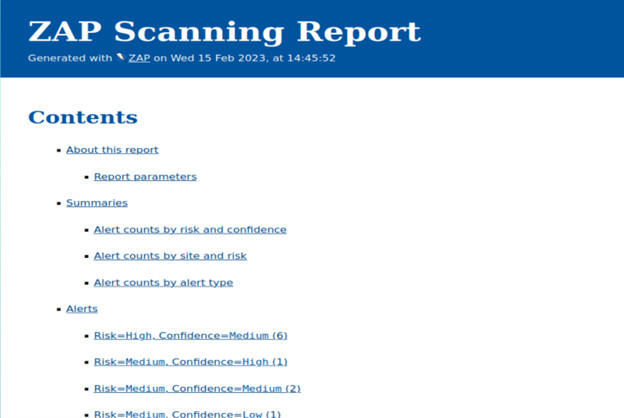 ZAP Scanning Report
Generated with ZAP on Wed 15 Feb 2023, at 14:45:52
Contents
About this report
Report parameters
Summaries
Alert counts by risk and confidence
Alert counts by site and risk
Alert counts by alert type
Alerts
Risk=High, Confidence=Medium (6)
Risk=Medium, Confidence=High (1)
Risk=Medium, Confidence=Medium (2)
Risk=Medium, Confidence=Low (1)